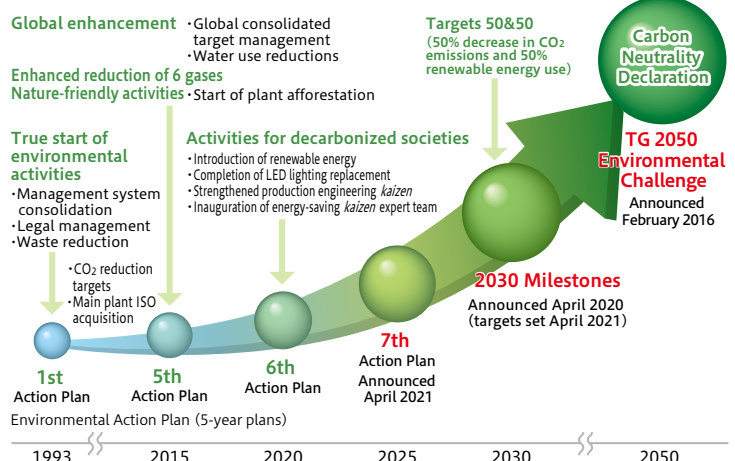 Global enhancement
・Global consolidated
target management
・Water use reductions
Enhanced reduction of 6 gases
Nature-friendly activities
・Start of plant afforestation
True start of
environmental
activities
・Management system
consolidation
・Legal management
・Waste reduction
・CO2 reduction
targets
・Main plant ISO
acquisition
Activities for decarbonized societies
・Introduction of renewable energy
・Completion of LED lighting replacement
・Strengthened production engineering kaizen
・Inauguration of energy-saving kaizen expert team
Targets 50&50
(50% decrease in CO2
emissions and 50%
renewable energy use)
Carbon
Neutrality
Declaration
TG 2050
Environmental
Challenge
Announced
February 2016
2030 Milestones
Announced April 2020
(targets set April 2021)
7th
Action Plan
Announced
April 2021
6th
Action Plan
5th
Action Plan
1st
Action Plan
Environmental Action Plan (5-year plans)
1993 2015 2020 2025 2030 2050